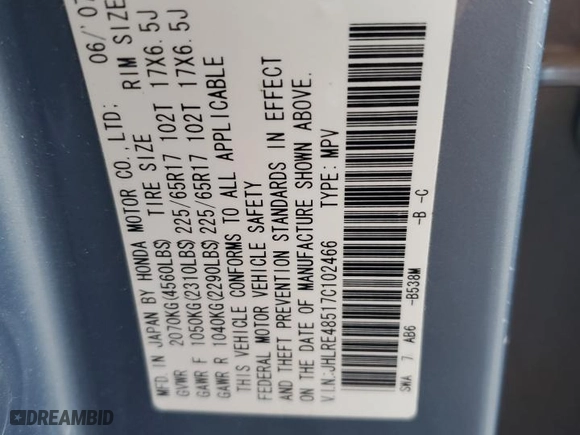 MFD IN JAPAN BY HONDA MOTOR CO.,LTD: 06/'07
TIRE SIZE RIM SIZE
GVWR 2070KG(4560LBS)
GAWR F 1050KG(2310LBS) 225/65R17 102T 17X6.5J
GAWR R 1040KG(2290LBS) 225/65R17 102T 17X6.5J
THIS VEHICLE CONFORMS TO ALL APPLICABLE
FEDERAL MOTOR VEHICLE SAFETY
AND THEFT PREVENTION STANDARDS IN EFFECT
ON THE DATE OF MANUFACTURE SHOWN ABOVE.
V.I.N.:JHLRE48517C102466 TYPE: MPV
SWA 7 AB6 -B538M -B -C
DREAMBID